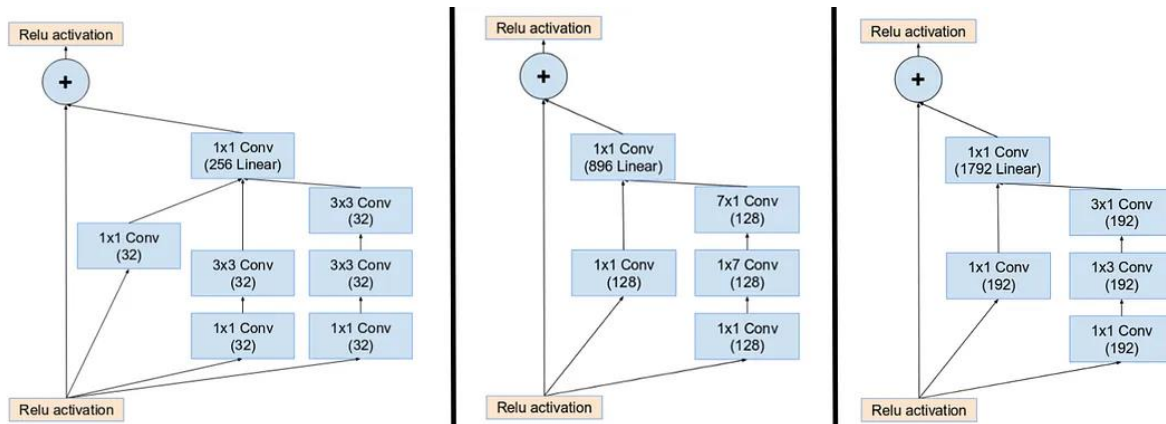 Relu activation
+
1x1 Conv
(256 Linear)
3x3 Conv
(32)
1x1 Conv
(32)
3x3 Conv
(32)
3x3 Conv
(32)
1x1 Conv
(32)
1x1 Conv
(32)
Relu activation
Relu activation
+
1x1 Conv
(896 Linear)
7x1 Conv
(128)
1x1 Conv
(128)
1x7 Conv
(128)
1x1 Conv
(128)
Relu activation
Relu activation
+
1x1 Conv
(1792 Linear)
3x1 Conv
(192)
1x1 Conv
(192)
1x3 Conv
(192)
1x1 Conv
(192)
Relu activation